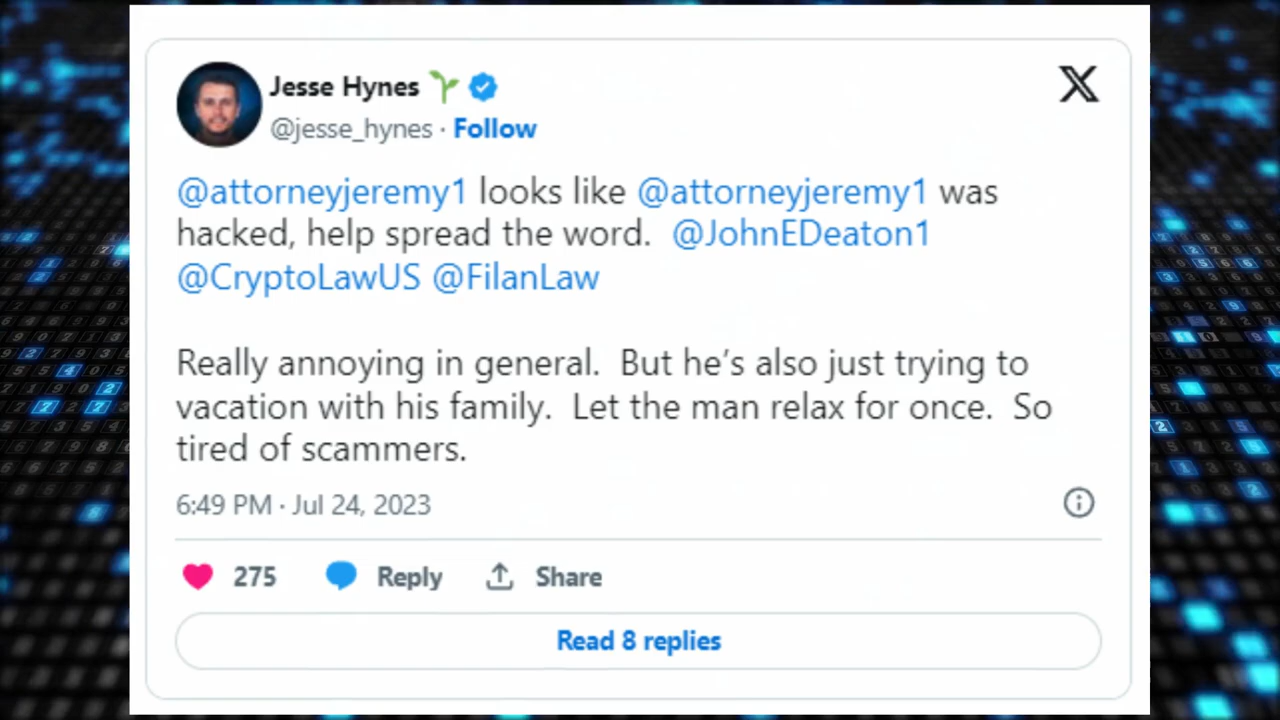 Jesse Hynes
@jesse_hynes · Follow
@attorneyjeremy1 looks like @attorneyjeremy1 was
hacked, help spread the word.  @JohnEDeaton1
@CryptoLawUS @FilanLaw
Really annoying in general.  But he’s also just trying to
vacation with his family.  Let the man relax for once.  So
tired of scammers.
6:49 PM · Jul 24, 2023
275 Reply Share
Read 8 replies